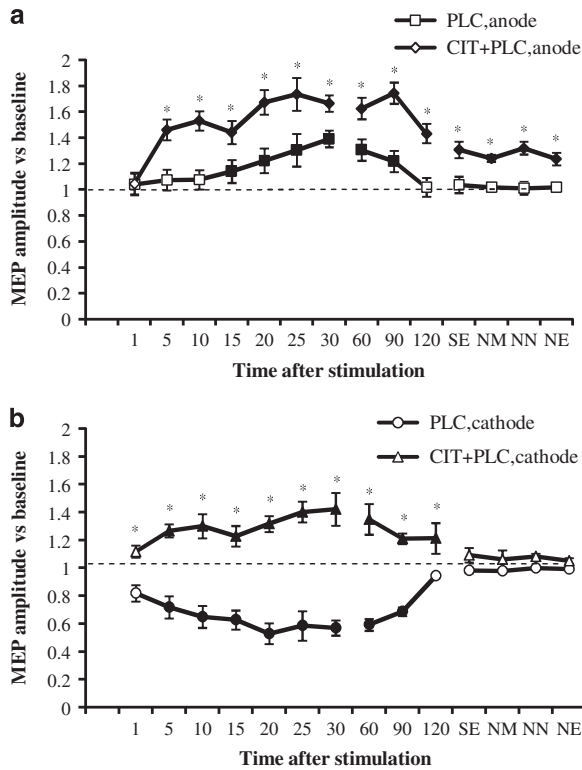 a
PLC,anode
CIT+PLC,anode
MEP amplitude vs baseline
2
1.8
1.6
1.4
1.2
1
0.8
0.6
0.4
0.2
0
* * * * * * * * * * * * *
1 5 10 15 20 25 30 60 90 120 SE NM NN NE
Time after stimulation
b
PLC,cathode
CIT+PLC,cathode
MEP amplitude vs baseline
2
1.8
1.6
1.4
1.2
1
0.8
0.6
0.4
0.2
0
* * * * * * * * * *
1 5 10 15 20 25 30 60 90 120 SE NM NN NE
Time after stimulation